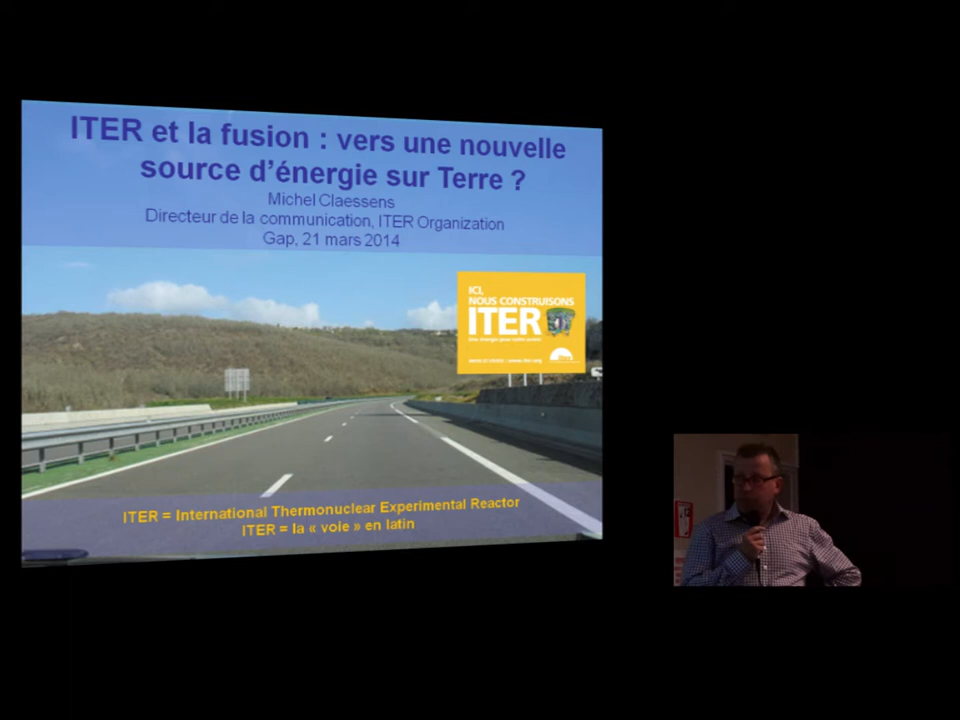 ITER et la fusion : vers une nouvelle
source d'énergie sur Terre ?
Michel Claessens
Directeur de la communication, ITER Organization
Gap, 21 mars 2014
ICI,
NOUS CONSTRUISONS
ITER
ITER = International Thermonuclear Experimental Reactor
ITER = la « voie » en latin